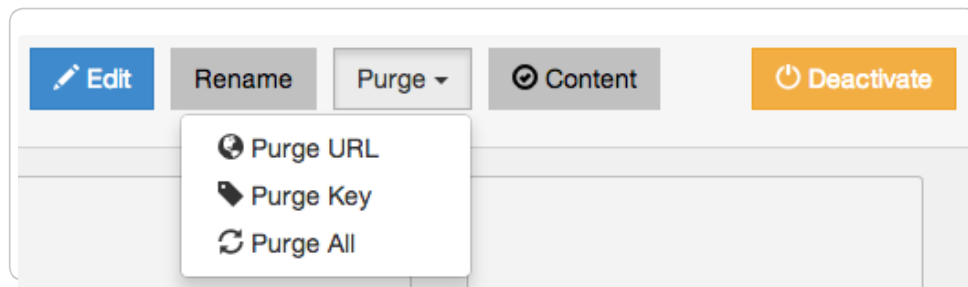 Edit Rename Purge Content Deactivate
Purge URL
Purge Key
Purge All